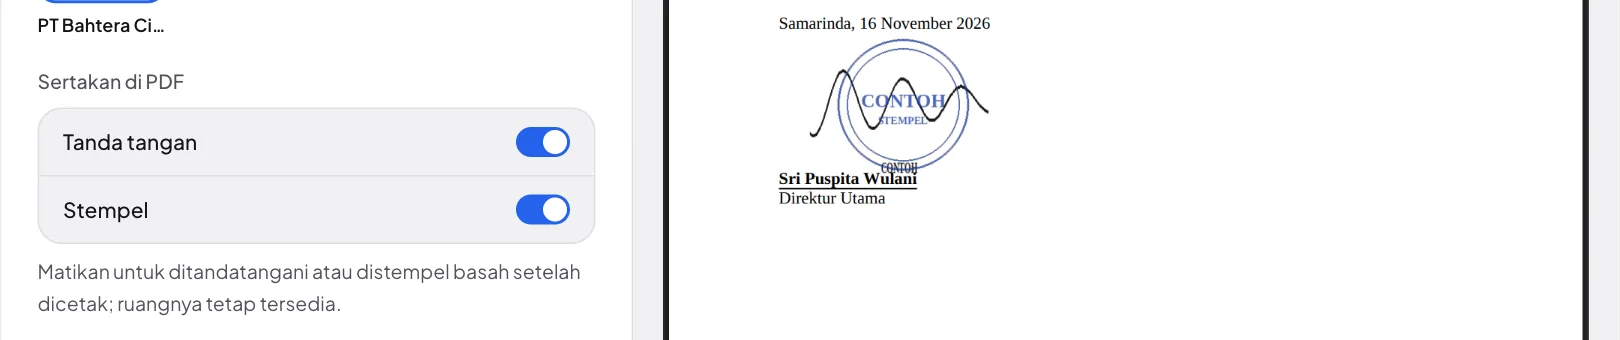 PT Bahtera Ci...
Sertakan di PDF
Tanda tangan
Stempel
Matikan untuk ditandatangani atau distempel basah setelah
dicetak; ruangnya tetap tersedia.
Samarinda, 16 November 2026
CONTOH
STEMPEL
CONTOH
Sri Puspita Wulani
Direktur Utama